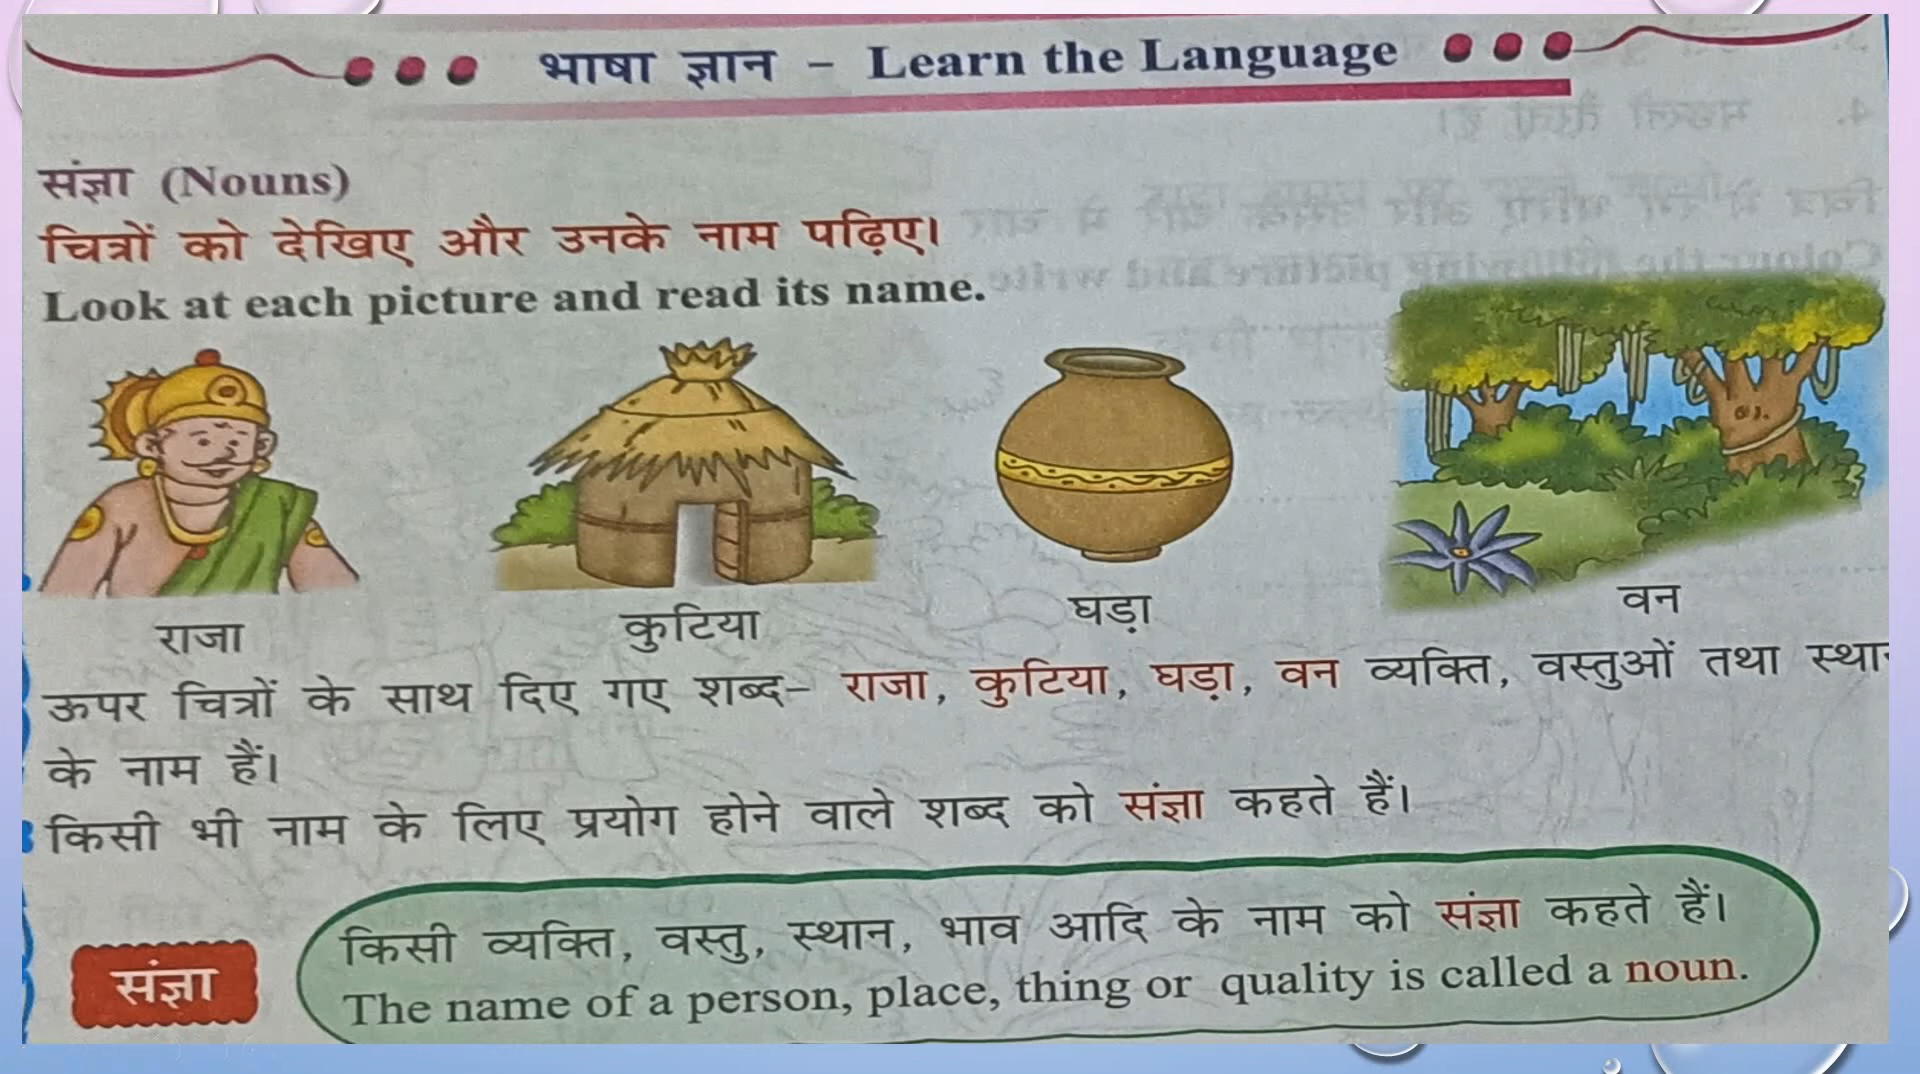 भाषा ज्ञान – Learn the Language
संज्ञा (Nouns)
चित्रों को देखिए और उनके नाम पढ़िए।
Look at each picture and read its name.
राजा
कुटिया
घड़ा
वन
ऊपर चित्रों के साथ दिए गए शब्द– राजा, कुटिया, घड़ा, वन व्यक्ति, वस्तुओं तथा
के नाम हैं।
किसी भी नाम के लिए प्रयोग होने वाले शब्द को संज्ञा कहते हैं।
संज्ञा
किसी व्यक्ति, वस्तु, स्थान, भाव आदि के नाम को संज्ञा कहते हैं।
The name of a person, place, thing or quality is called a noun.